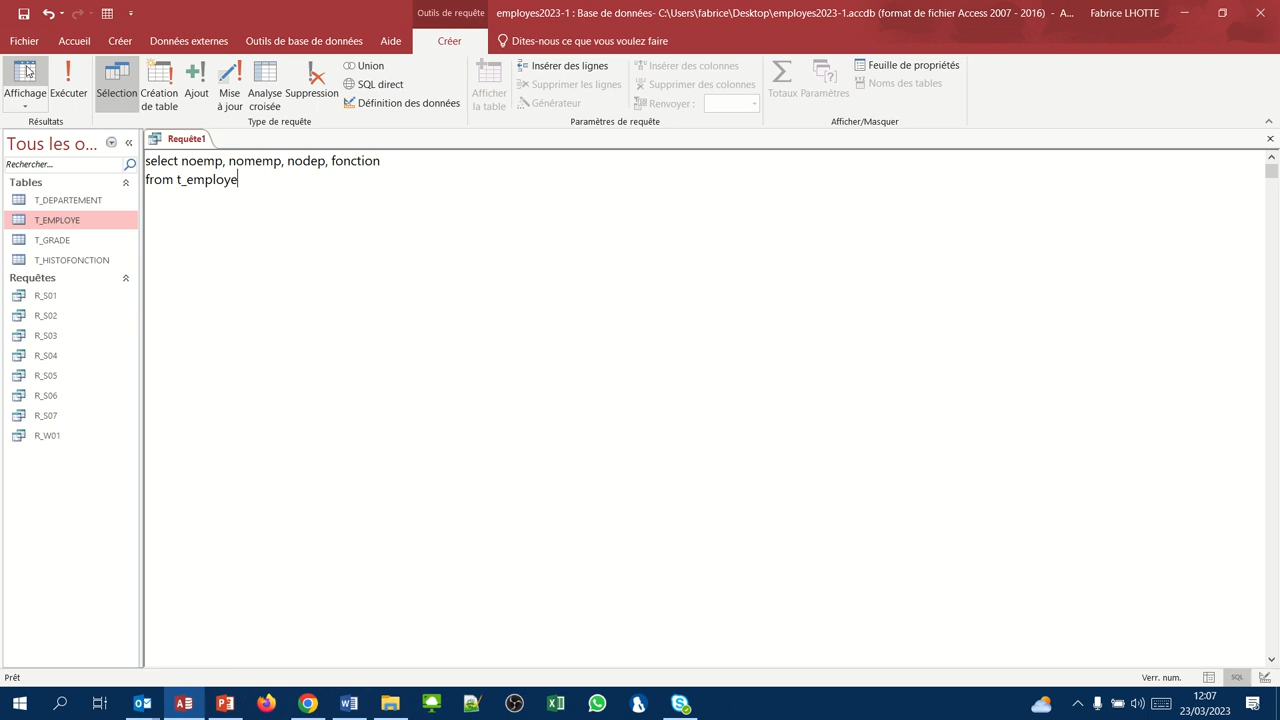 Outils de requête
employes2023-1 : Base de données- C:\Users\fabrice\Desktop\employes2023-1.accdb (format de fichier Access 2007 - 2016) - A...
Fabrice LHOTTE
Fichier
Accueil
Créer
Données externes
Outils de base de données
Aide
Créer
Dites-nous ce que vous voulez faire
Affichage
Exécuter
Résultats
Sélection
Création de table
Ajout
Mise à jour
Analyse croisée
Suppression
Union
SQL direct
Définition des données
Type de requête
Afficher la table
Insérer des lignes
Supprimer les lignes
Générateur
Insérer des colonnes
Supprimer des colonnes
Renvoyer :
Paramètres de requête
Totaux
Paramètres
Feuille de propriétés
Noms des tables
Afficher/Masquer
Tous les o...
Rechercher...
Tables
T_DEPARTEMENT
T_EMPLOYE
T_GRADE
T_HISTOFONCTION
Requêtes
R_S01
R_S02
R_S03
R_S04
R_S05
R_S06
R_S07
R_W01
Requête1
select noemp, nomemp, nodep, fonction
from t_employe
Prêt
Verr. num.
SQL
12:07
23/03/2023